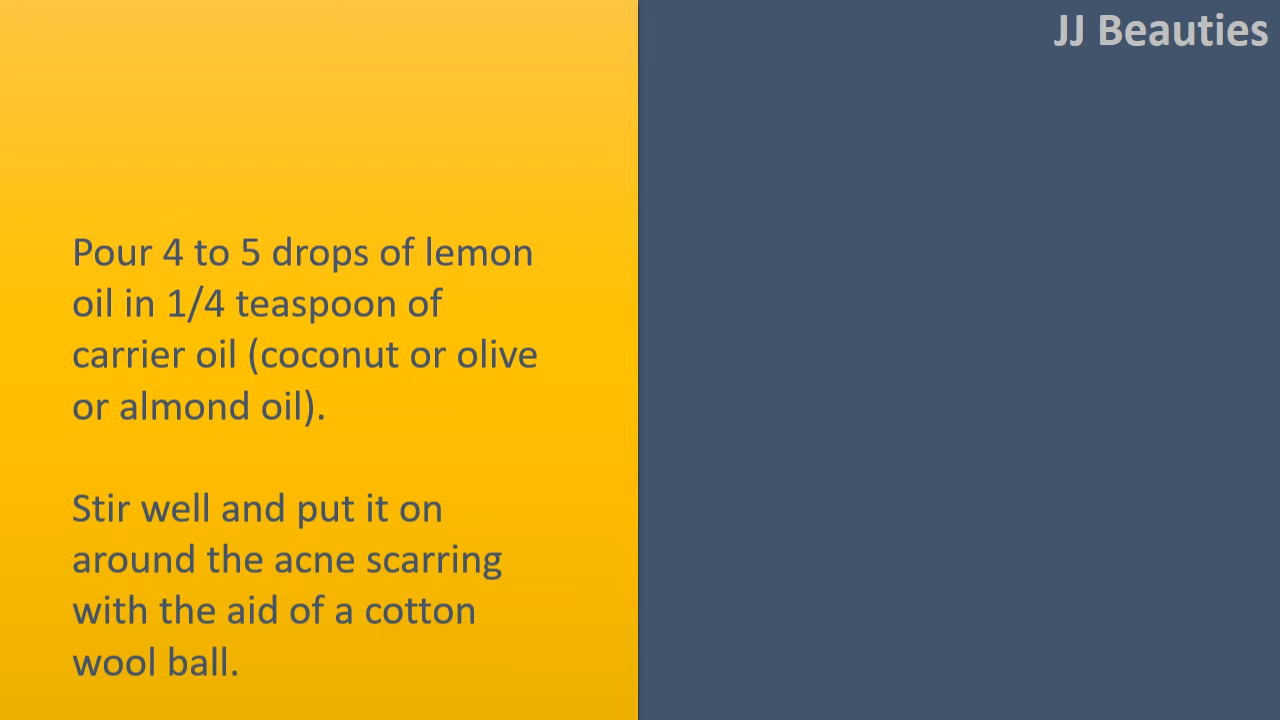 JJ Beauties
Pour 4 to 5 drops of lemon
oil in 1/4 teaspoon of
carrier oil (coconut or olive
or almond oil).
Stir well and put it on
around the acne scarring
with the aid of a cotton
wool ball.